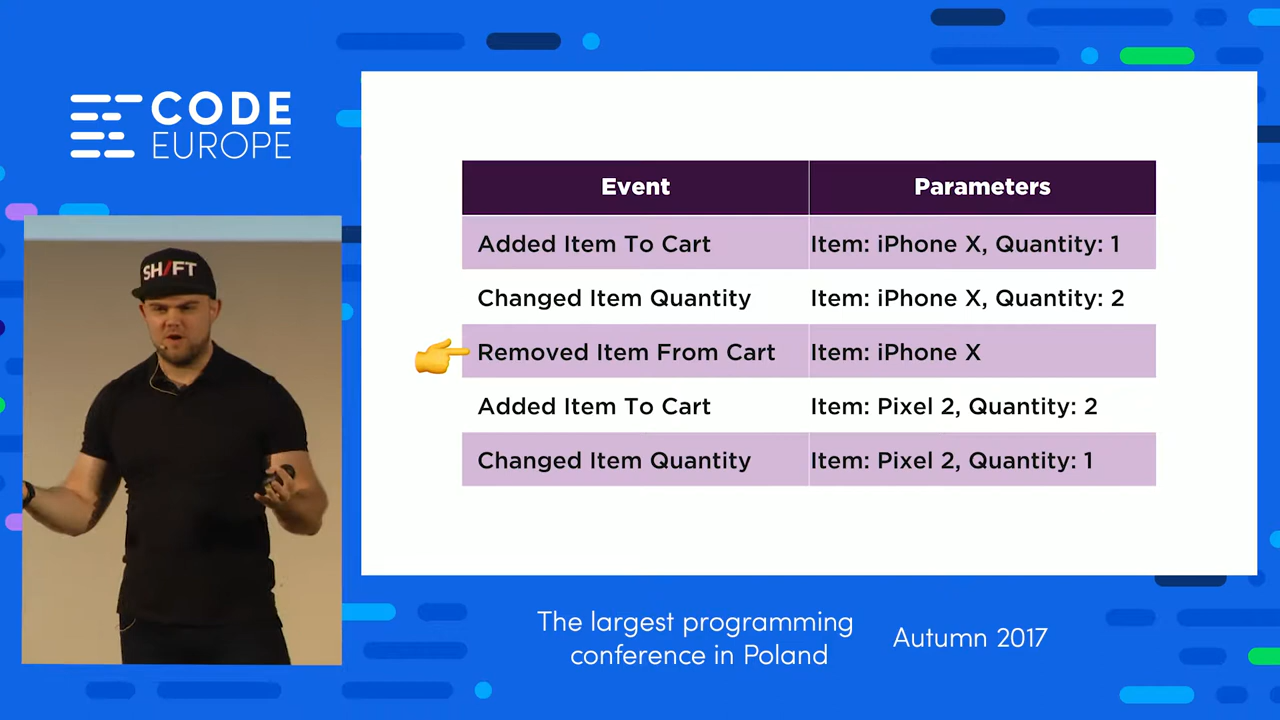 CODE
EUROPE
SH/FT
Event Parameters
Added Item To Cart Item: iPhone X, Quantity: 1
Changed Item Quantity Item: iPhone X, Quantity: 2
Removed Item From Cart Item: iPhone X
Added Item To Cart Item: Pixel 2, Quantity: 2
Changed Item Quantity Item: Pixel 2, Quantity: 1
The largest programming
conference in Poland
Autumn 2017